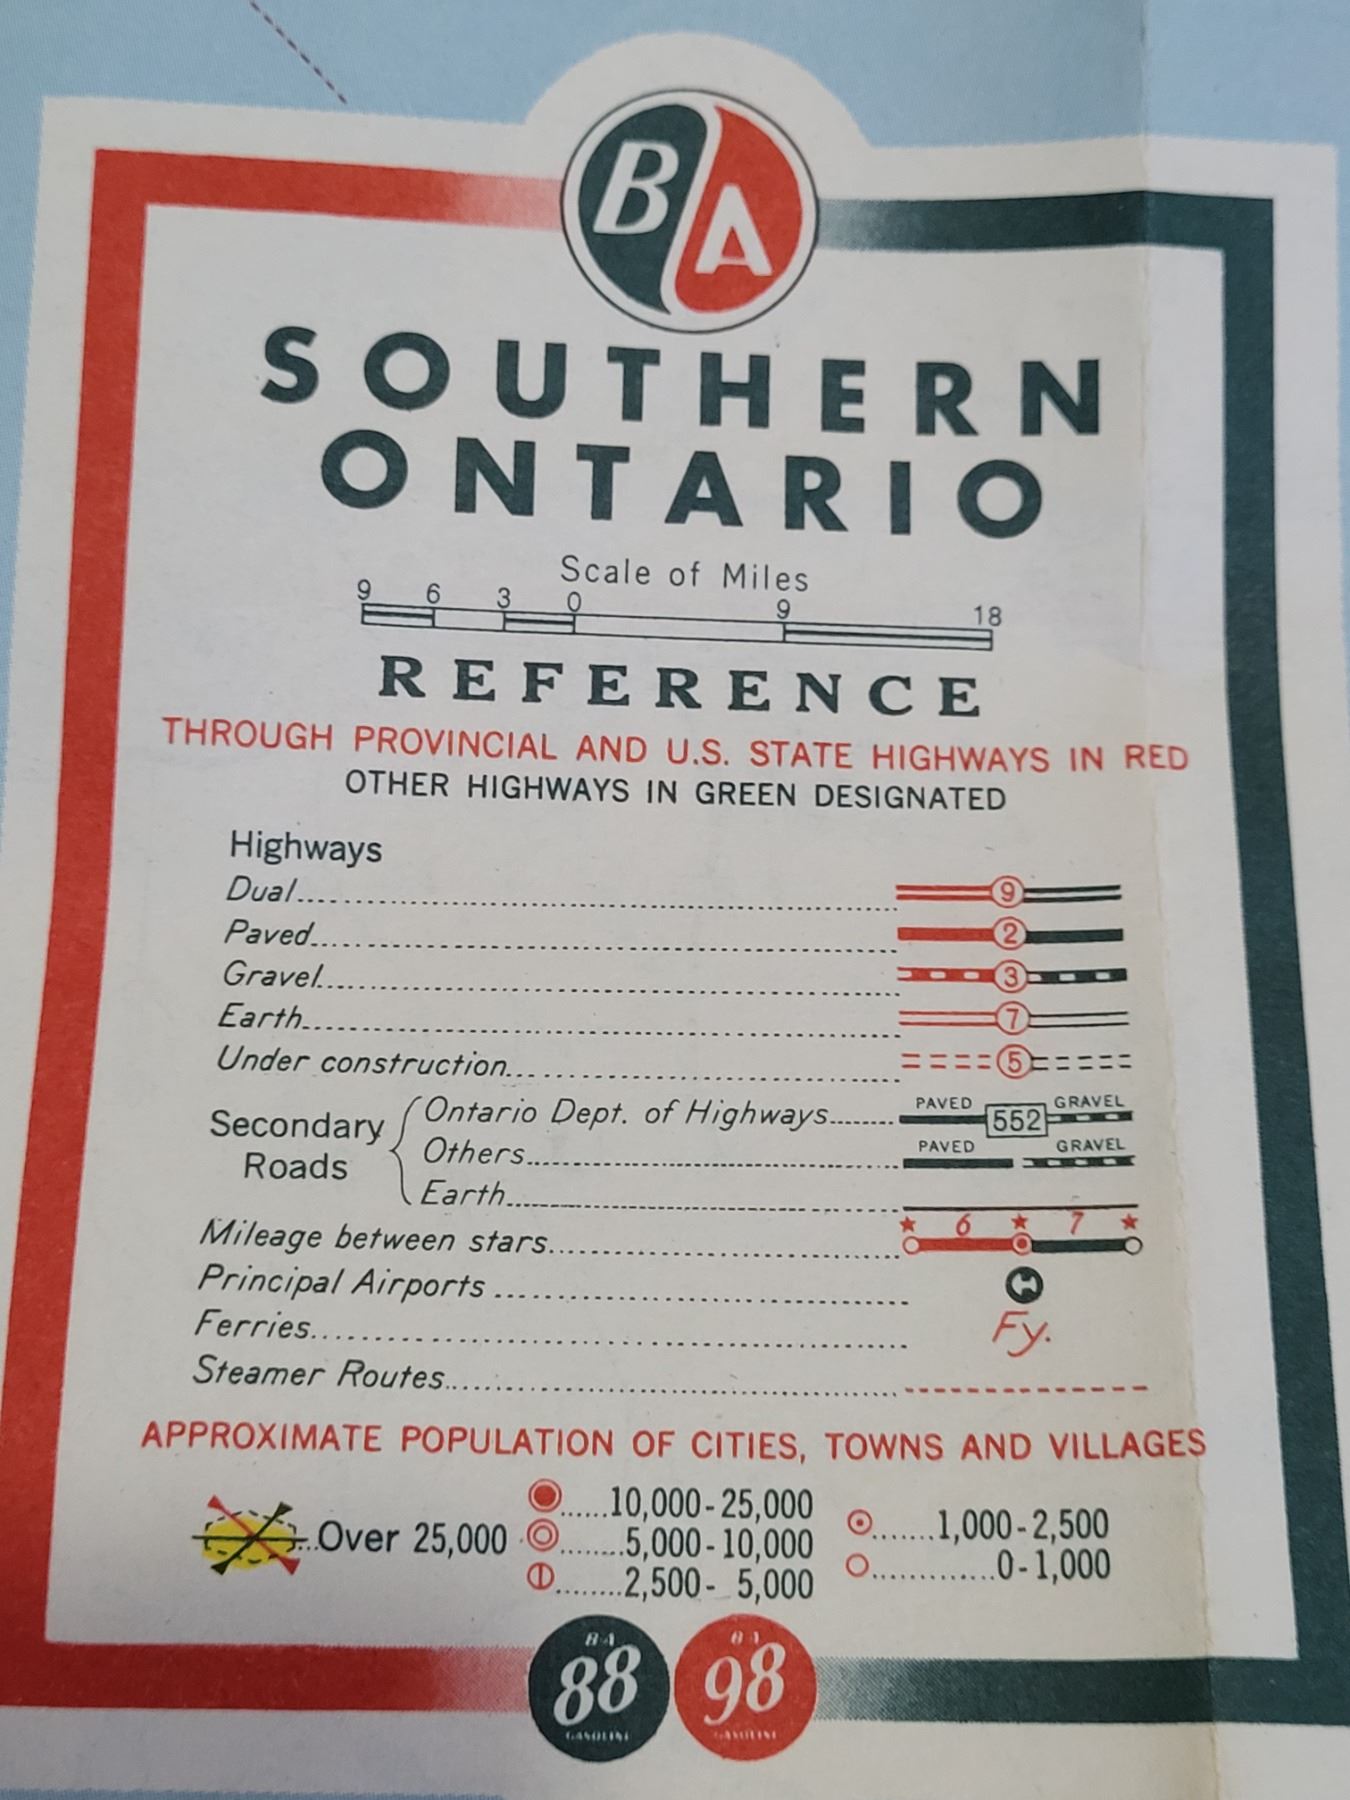 BA
SOUTHERN
ONTARIO
Scale of Miles
9 6 3 0 9 18
REFERENCE
THROUGH PROVINCIAL AND U.S. STATE HIGHWAYS IN RED
OTHER HIGHWAYS IN GREEN DESIGNATED
Highways
Dual 9
Paved 2
Gravel 3
Earth 7
Under construction 5
Secondary Roads
Ontario Dept. of Highways PAVED 552 GRAVEL
Others PAVED GRAVEL
Earth
Mileage between stars 6 7
Principal Airports
Ferries Fy.
Steamer Routes
APPROXIMATE POPULATION OF CITIES, TOWNS AND VILLAGES
Over 25,000
10,000-25,000
5,000-10,000
2,500- 5,000
1,000-2,500
0-1,000
B-A
88
GASOLINE
B-A
98
GASOLINE